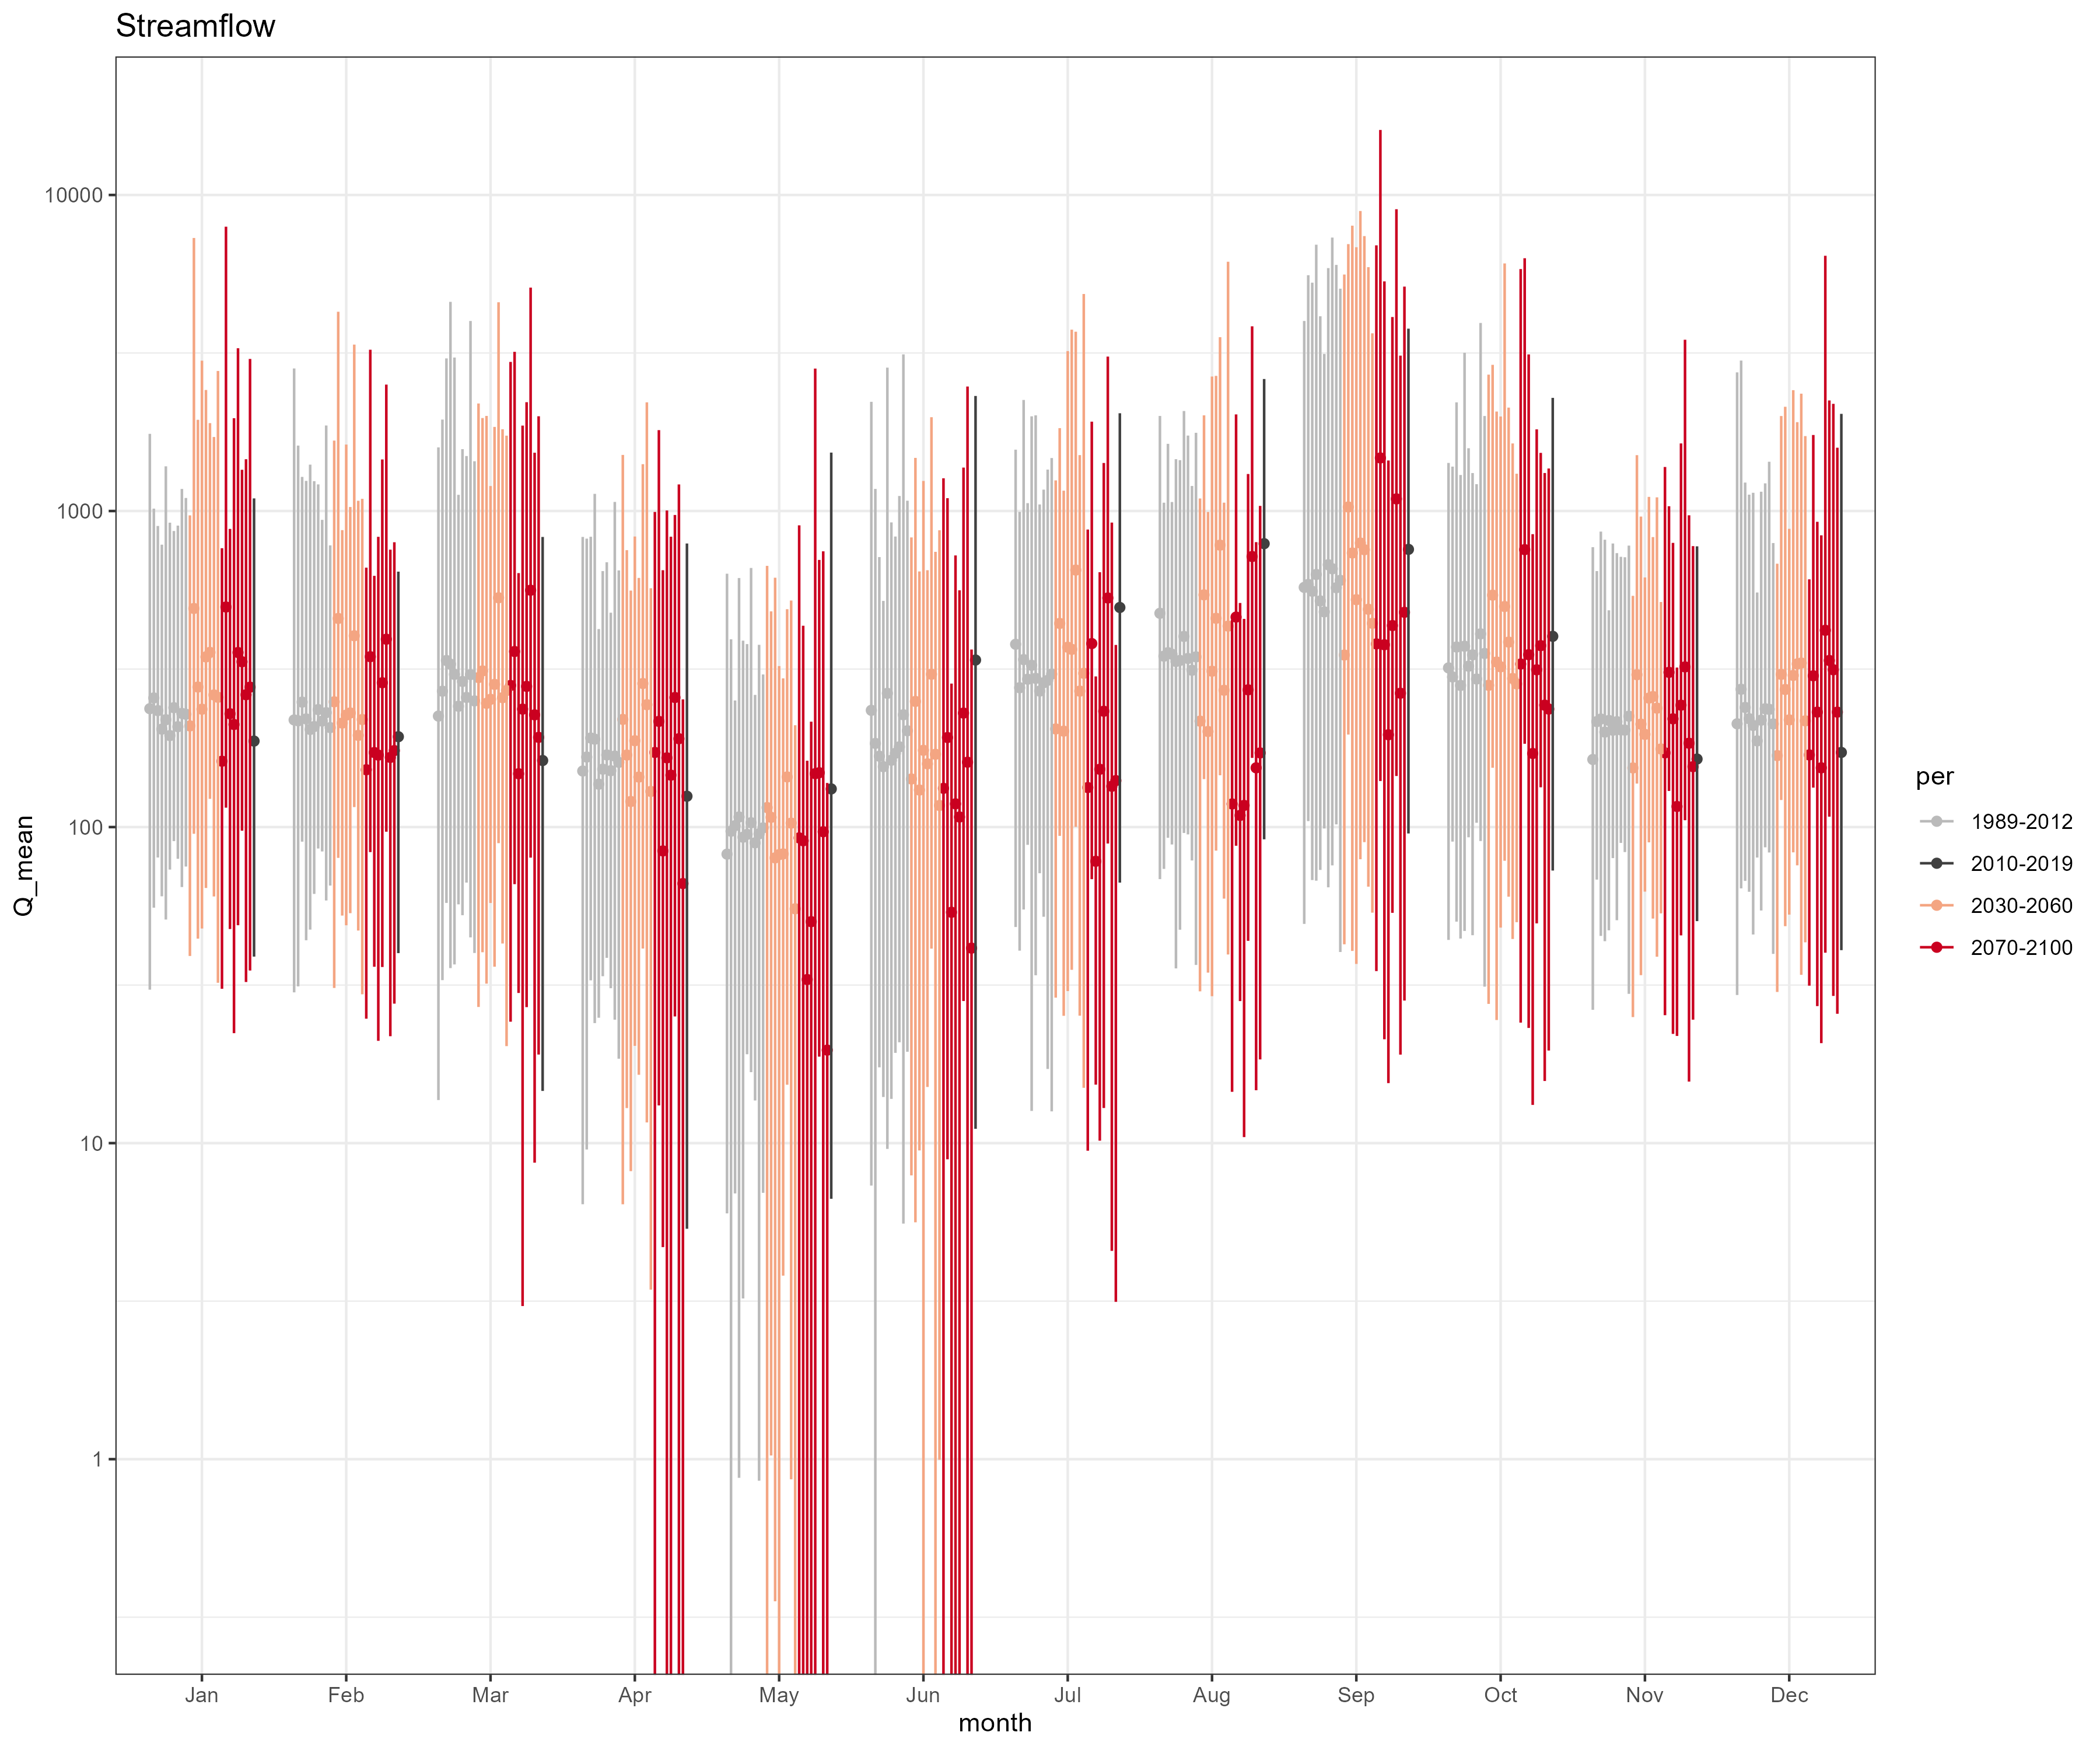 Streamflow
10000
1000
100
10
1
Q_mean
Jan Feb Mar Apr May Jun Jul Aug Sep Oct Nov Dec
month
per
1989-2012
2010-2019
2030-2060
2070-2100